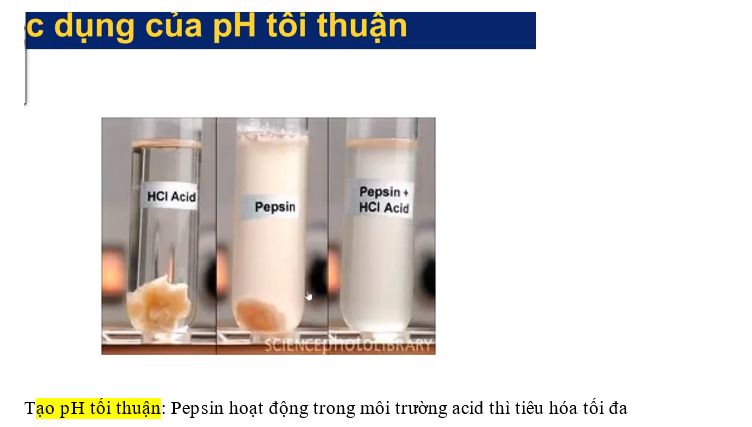 c dụng của pH tối thuận
HCl Acid
Pepsin
Pepsin +
HCl Acid
SCIENCEPHOTOLIBRARY
Tạo pH tối thuận: Pepsin hoạt động trong môi trường acid thì tiêu hóa tối đa